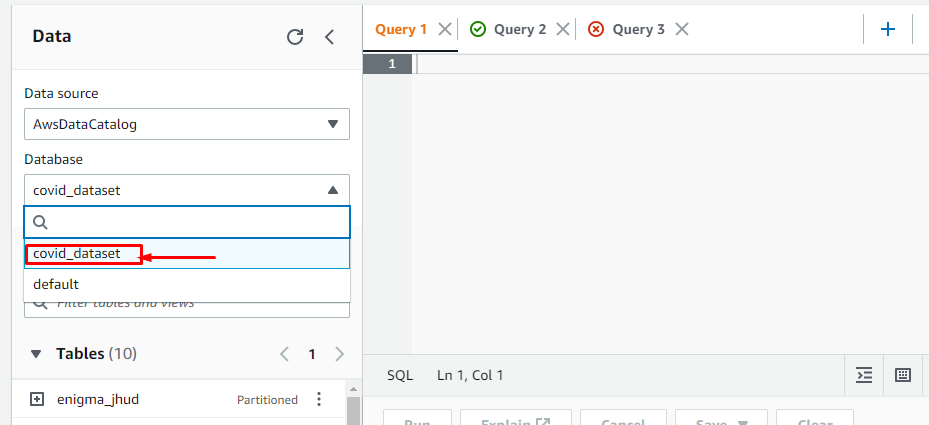 Data
Query 1 Query 2 Query 3
1
Data source
AwsDataCatalog
Database
covid_dataset
covid_dataset
default
Filter tables and views
Tables (10) 1
SQL Ln 1, Col 1
enigma_jhud Partitioned
Run Explain Cancel Save Clear